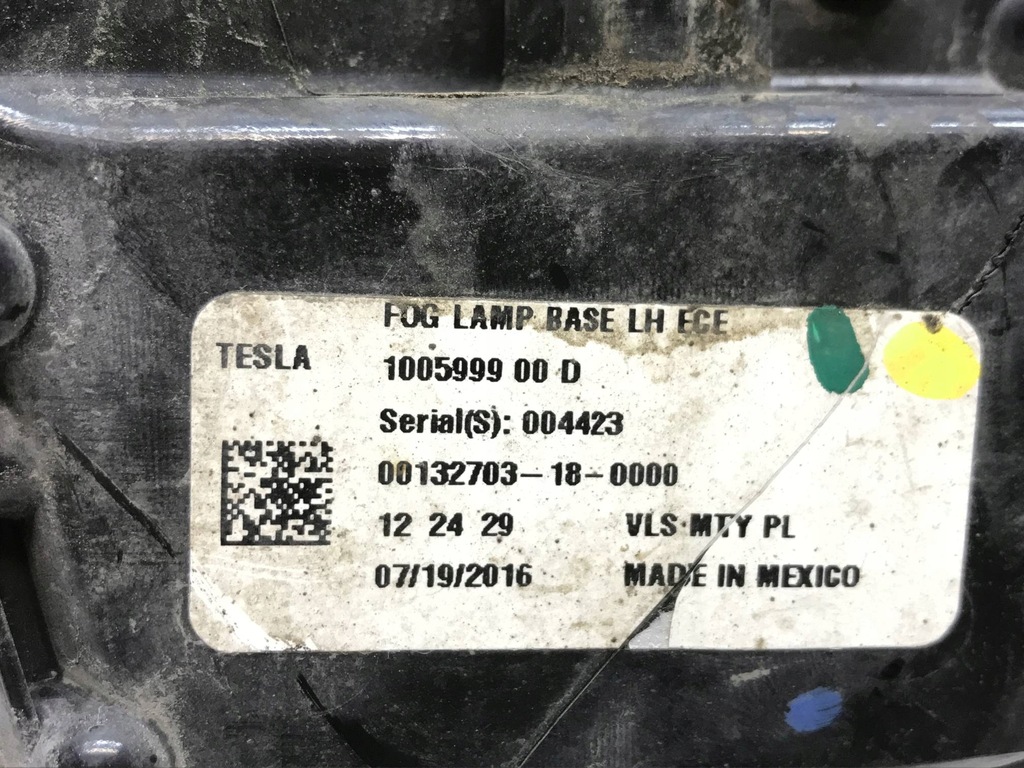 FOG LAMP BASE LH ECE
TESLA
1005999 00 D
Serial(S): 004423
00132703-18-0000
12 24 29 VLS MTY PL
07/19/2016 MADE IN MEXICO